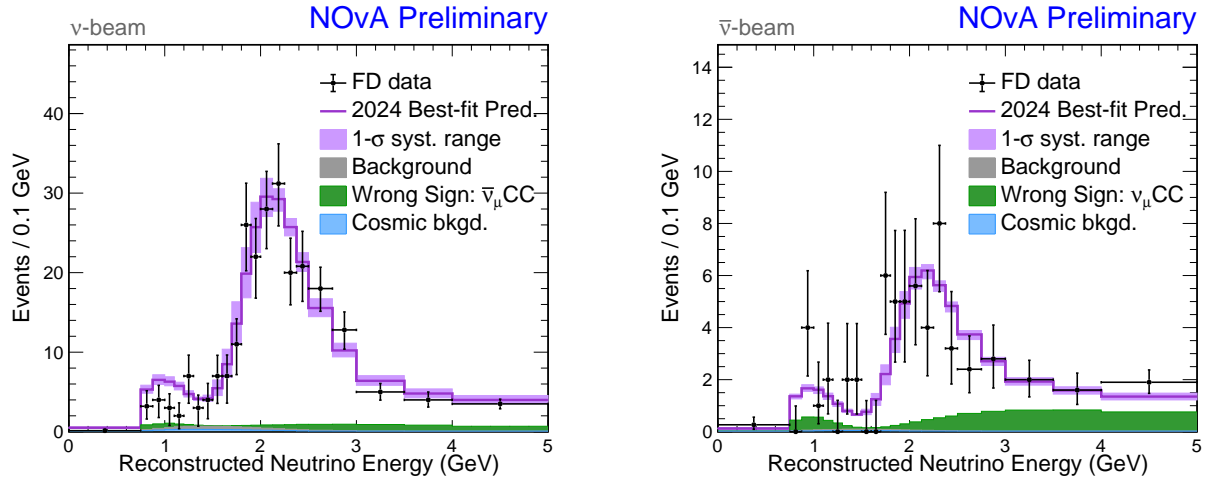 NOvA Preliminary
ν-beam
FD data
2024 Best-fit Pred.
1-σ syst. range
Background
Wrong Sign: ν̅μCC
Cosmic bkgd.
Events / 0.1 GeV
40
30
20
10
0
0 1 2 3 4 5
Reconstructed Neutrino Energy (GeV)
NOvA Preliminary
ν̅-beam
FD data
2024 Best-fit Pred.
1-σ syst. range
Background
Wrong Sign: νμCC
Cosmic bkgd.
Events / 0.1 GeV
14
12
10
8
6
4
2
0
0 1 2 3 4 5
Reconstructed Neutrino Energy (GeV)